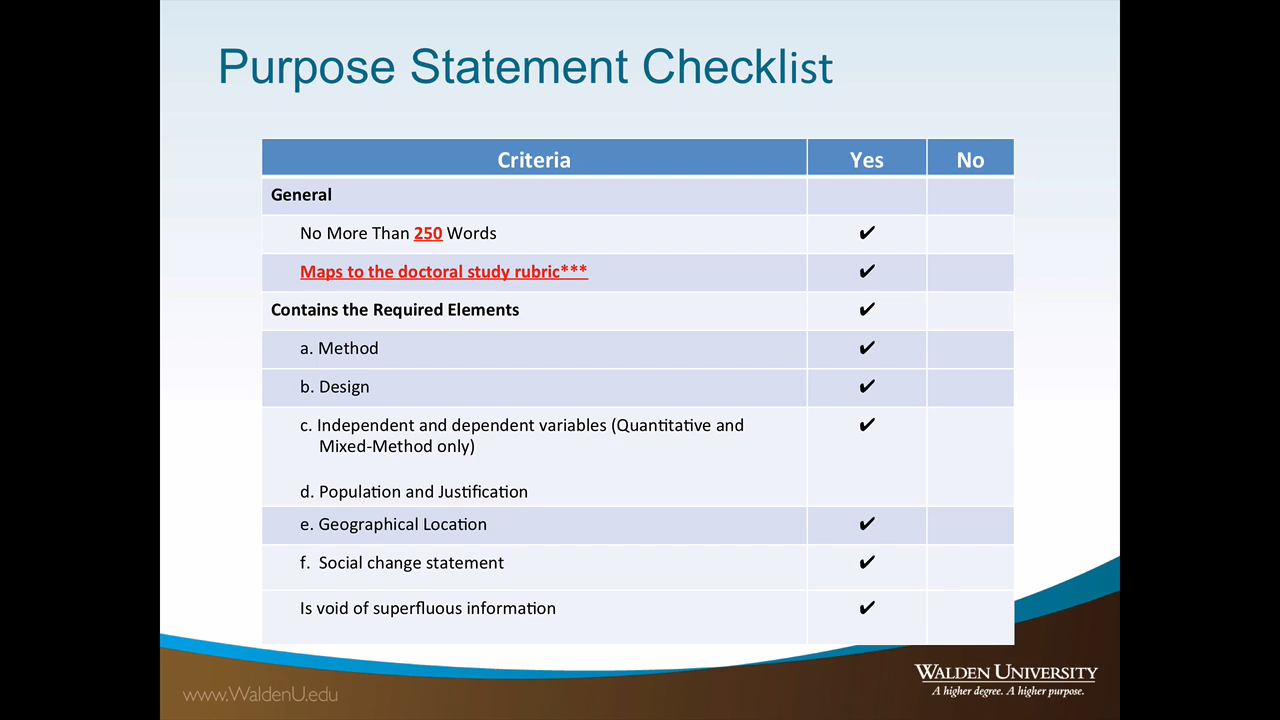 Purpose Statement Checklist
Criteria Yes No
General
No More Than 250 Words ✔
Maps to the doctoral study rubric*** ✔
Contains the Required Elements ✔
a. Method ✔
b. Design ✔
c. Independent and dependent variables (Quantitative and ✔
Mixed-Method only)
d. Population and Justification
e. Geographical Location ✔
f. Social change statement ✔
Is void of superfluous information ✔
www.WaldenU.edu
WALDEN UNIVERSITY
A higher degree. A higher purpose.